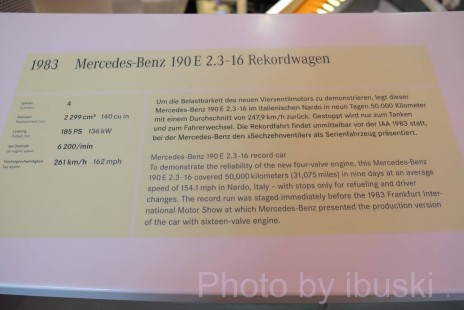 1983 Mercedes-Benz 190 E 2.3-16 Rekordwagen
4
2 299 cm³ 140 cu in
185 PS 136 kW
6 200/min
261 km/h 162 mph
Um die Belastbarkeit des neuen Vierventilmotors zu demonstrieren, legt dieser
Mercedes-Benz 190 E 2.3-16 im italienischen Nardo in neun Tagen 50.000 Kilometer
mit einem Durchschnitt von 247,9 km/h zurück. Gestoppt wird nur zum Tanken
und zum Fahrerwechsel. Die Rekordfahrt findet unmittelbar vor der IAA 1983 statt,
bei der Mercedes-Benz den »Sechzehnventiler« als Serienfahrzeug präsentiert.
Mercedes-Benz 190 E 2.3-16 record car
To demonstrate the reliability of the new four-valve engine, this Mercedes-Benz
190 E 2.3-16 covered 50,000 kilometers (31,075 miles) in nine days at an average
speed of 154.1 mph in Nardo, Italy – with stops only for refueling and driver
changes. The record run was staged immediately before the 1983 Frankfurt Inter-
national Motor Show at which Mercedes-Benz presented the production version
of the car with sixteen-valve engine.
Photo by ibuski .